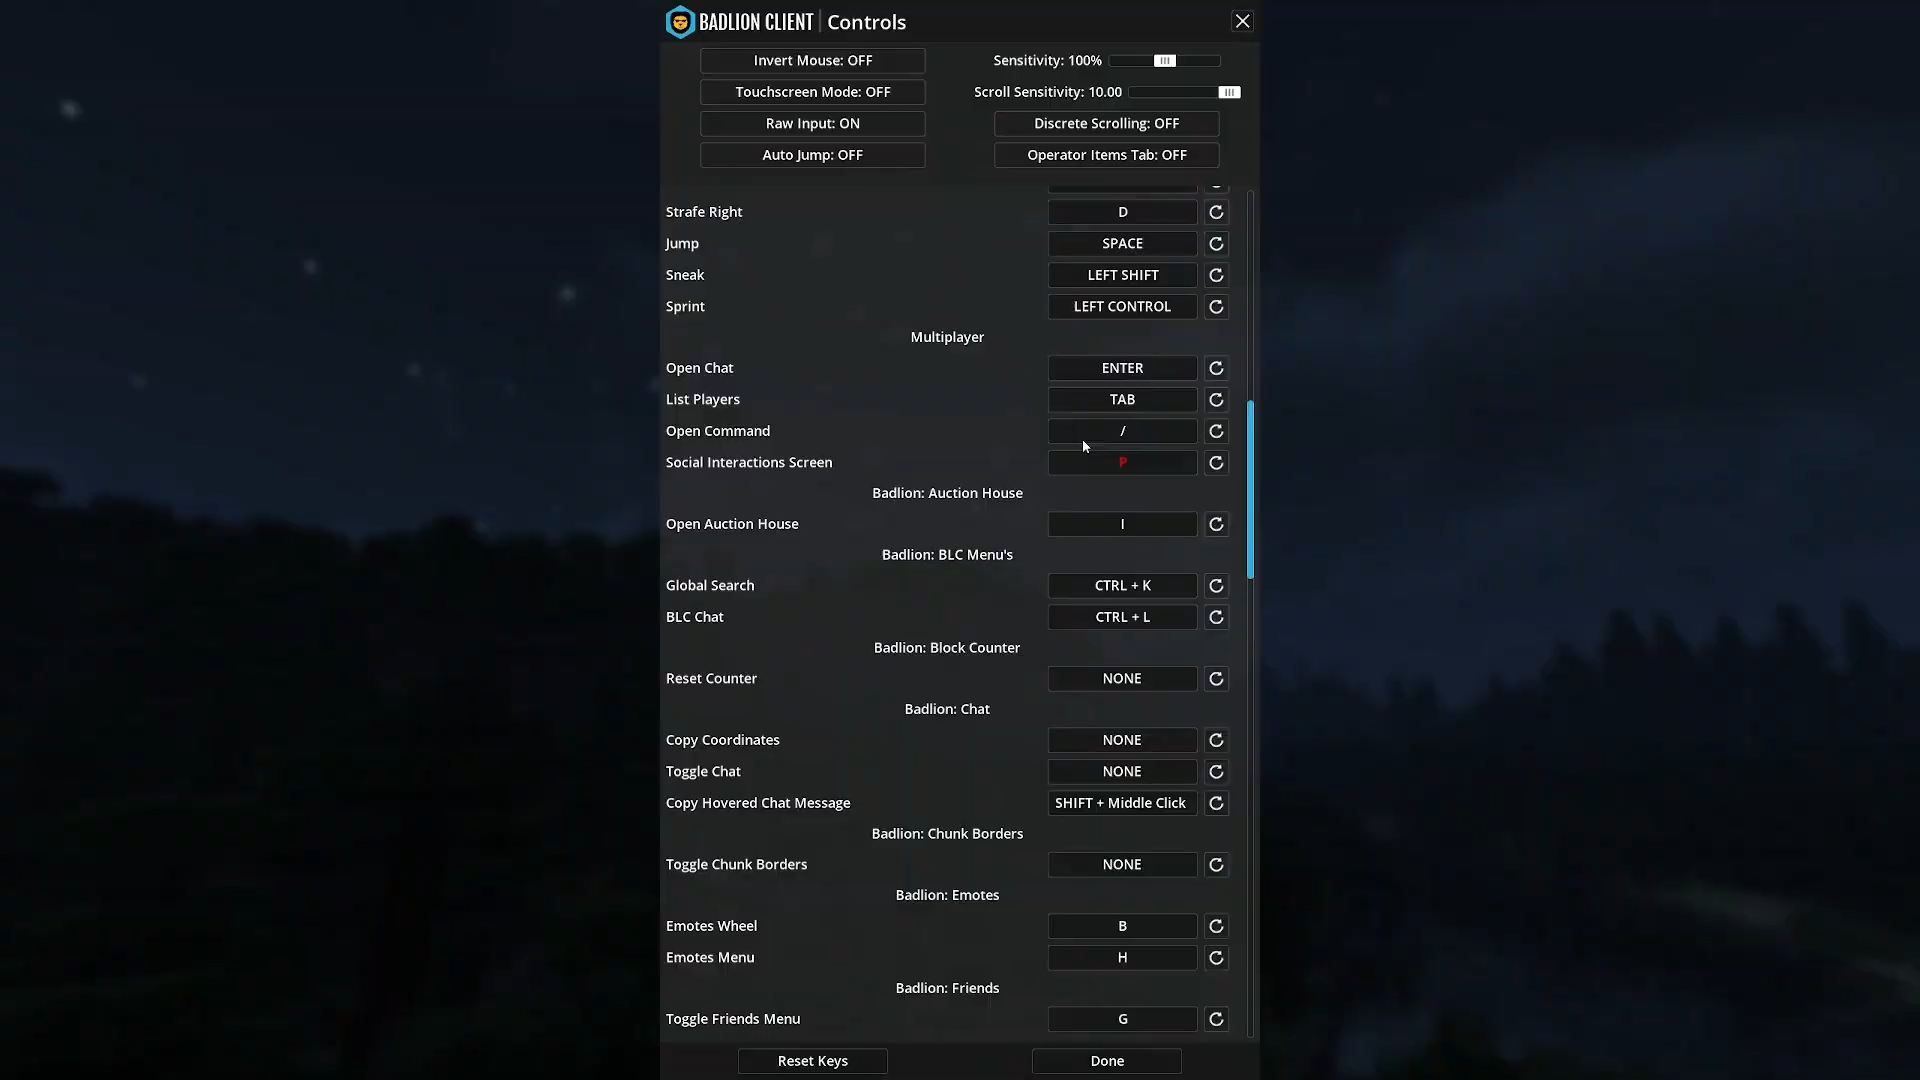 BADLION CLIENT | Controls
Invert Mouse: OFF
Sensitivity: 100%
Touchscreen Mode: OFF
Scroll Sensitivity: 10.00
Raw Input: ON
Discrete Scrolling: OFF
Auto Jump: OFF
Operator Items Tab: OFF
Strafe Right D
Jump SPACE
Sneak LEFT SHIFT
Sprint LEFT CONTROL
Multiplayer
Open Chat ENTER
List Players TAB
Open Command /
Social Interactions Screen P
Badlion: Auction House
Open Auction House I
Badlion: BLC Menu's
Global Search CTRL + K
BLC Chat CTRL + L
Badlion: Block Counter
Reset Counter NONE
Badlion: Chat
Copy Coordinates NONE
Toggle Chat NONE
Copy Hovered Chat Message SHIFT + Middle Click
Badlion: Chunk Borders
Toggle Chunk Borders NONE
Badlion: Emotes
Emotes Wheel B
Emotes Menu H
Badlion: Friends
Toggle Friends Menu G
Reset Keys
Done